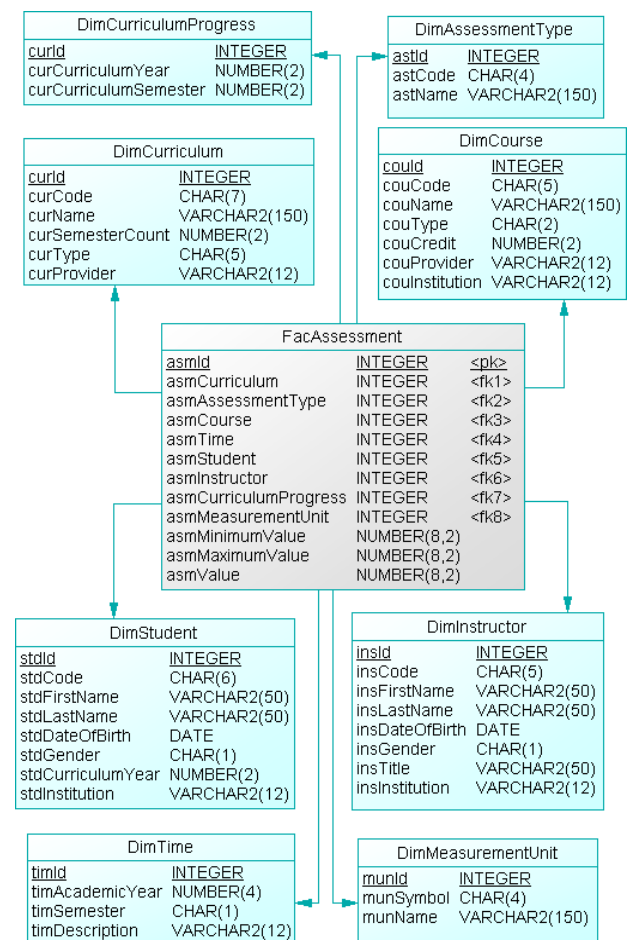 DimCurriculumProgress
curId INTEGER
curCurriculumYear NUMBER(2)
curCurriculumSemester NUMBER(2)
DimAssessmentType
astId INTEGER
astCode CHAR(4)
astName VARCHAR2(150)
DimCurriculum
curId INTEGER
curCode CHAR(7)
curName VARCHAR2(150)
curSemesterCount NUMBER(2)
curType CHAR(5)
curProvider VARCHAR2(12)
DimCourse
couId INTEGER
couCode CHAR(5)
couName VARCHAR2(150)
couType CHAR(2)
couCredit NUMBER(2)
couProvider VARCHAR2(12)
couInstitution VARCHAR2(12)
FacAssessment
asmId INTEGER <pk>
asmCurriculum INTEGER <fk1>
asmAssessmentType INTEGER <fk2>
asmCourse INTEGER <fk3>
asmTime INTEGER <fk4>
asmStudent INTEGER <fk5>
asmInstructor INTEGER <fk6>
asmCurriculumProgress INTEGER <fk7>
asmMeasurementUnit INTEGER <fk8>
asmMinimumValue NUMBER(8,2)
asmMaximumValue NUMBER(8,2)
asmValue NUMBER(8,2)
DimStudent
stdId INTEGER
stdCode CHAR(6)
stdFirstName VARCHAR2(50)
stdLastName VARCHAR2(50)
stdDateOfBirth DATE
stdGender CHAR(1)
stdCurriculumYear NUMBER(2)
stdInstitution VARCHAR2(12)
DimInstructor
insId INTEGER
insCode CHAR(5)
insFirstName VARCHAR2(50)
insLastName VARCHAR2(50)
insDateOfBirth DATE
insGender CHAR(1)
insTitle VARCHAR2(50)
insInstitution VARCHAR2(12)
DimTime
timId INTEGER
timAcademicYear NUMBER(4)
timSemester CHAR(1)
timDescription VARCHAR2(12)
DimMeasurementUnit
munId INTEGER
munSymbol CHAR(4)
munName VARCHAR2(150)